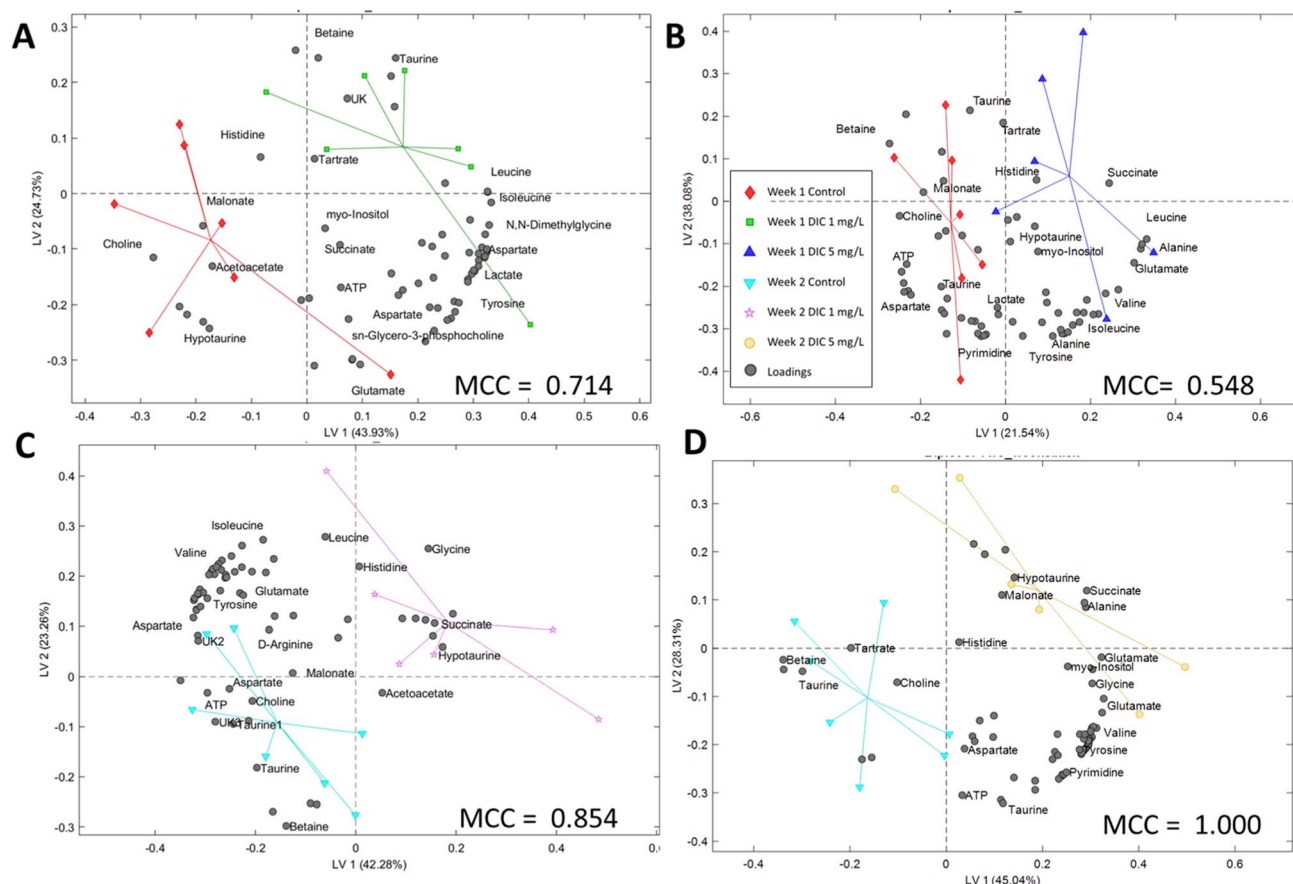 A
0.3
0.2
0.1
0
-0.1
-0.2
-0.3
LV 2 (24.73%)
Betaine
Taurine
UK
Histidine
Tartrate
Leucine
Isoleucine
Malonate
myo-Inositol
N,N-Dimethylglycine
Choline
Succinate
Aspartate
Acetoacetate
Lactate
ATP
Tyrosine
Aspartate
Hypotaurine
sn-Glycero-3-phosphocholine
Glutamate
MCC = 0.714
-0.4 -0.3 -0.2 -0.1 0 0.1 0.2 0.3 0.4 0.5 0.6
LV 1 (43.93%)
B
0.4
0.3
0.2
0.1
0
-0.1
-0.2
-0.3
-0.4
LV 2 (38.08%)
Taurine
Tartrate
Betaine
Histidine
Succinate
Malonate
Choline
Leucine
Hypotaurine
Alanine
myo-Inositol
Glutamate
ATP
Taurine
Valine
Aspartate
Lactate
Isoleucine
Pyrimidine
Alanine
Tyrosine
Week 1 Control
Week 1 DIC 1 mg/L
Week 1 DIC 5 mg/L
Week 2 Control
Week 2 DIC 1 mg/L
Week 2 DIC 5 mg/L
Loadings
MCC= 0.548
-0.6 -0.4 -0.2 0 0.2 0.4 0.6
LV 1 (21.54%)
C
0.4
0.3
0.2
0.1
0
-0.1
-0.2
-0.3
LV 2 (23.26%)
Isoleucine
Leucine
Glycine
Valine
Histidine
Glutamate
Tyrosine
Aspartate
Succinate
UK2
D-Arginine
Hypotaurine
Malonate
Aspartate
Acetoacetate
Choline
ATP
Taurine1
Taurine
Betaine
MCC = 0.854
-0.4 -0.2 0 0.2 0.4 0.6
LV 1 (42.28%)
D
0.3
0.2
0.1
0
-0.1
-0.2
-0.3
-0.4
LV 2 (28.31%)
Hypotaurine
Malonate
Succinate
Alanine
Histidine
Tartrate
Betaine
Glutamate
myo-Inositol
Taurine
Choline
Glycine
Glutamate
Valine
Aspartate
Tyrosine
Pyrimidine
ATP
Taurine
MCC = 1.000
-0.4 -0.2 0 0.2 0.4 0.6
LV 1 (45.04%)